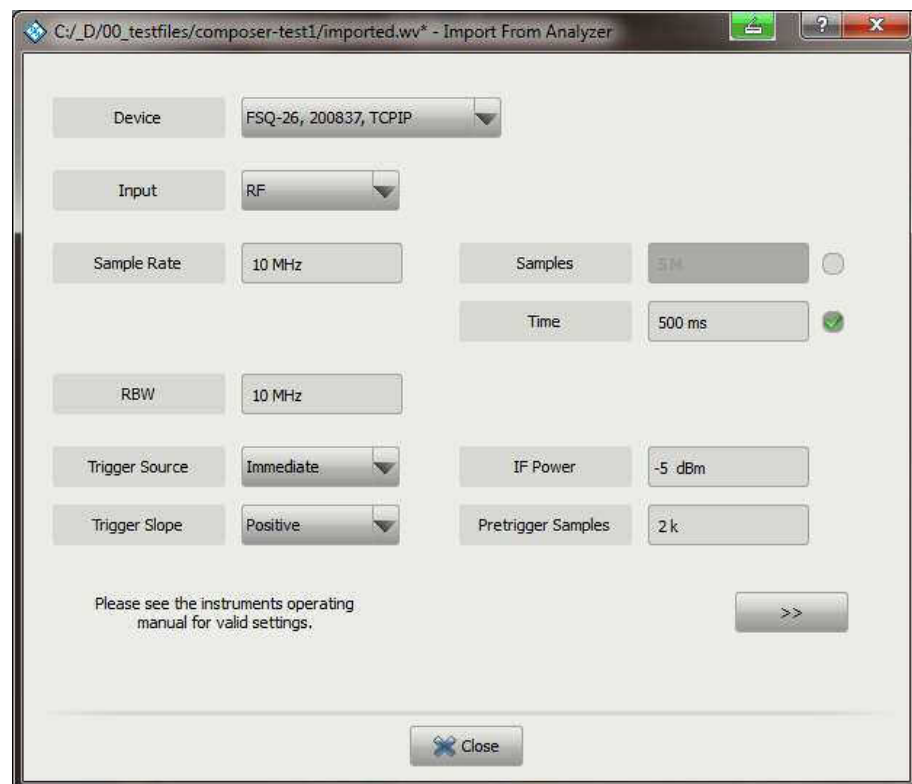 C:/_D/00_testfiles/composer-test1/imported.wv* - Import From Analyzer
?
X
Device
FSQ-26, 200837, TCPIP
Input
RF
Sample Rate
10 MHz
Samples
5 M
Time
500 ms
RBW
10 MHz
Trigger Source
Immediate
IF Power
-5 dBm
Trigger Slope
Positive
Pretrigger Samples
2 k
Please see the instruments operating
manual for valid settings.
>>
Close